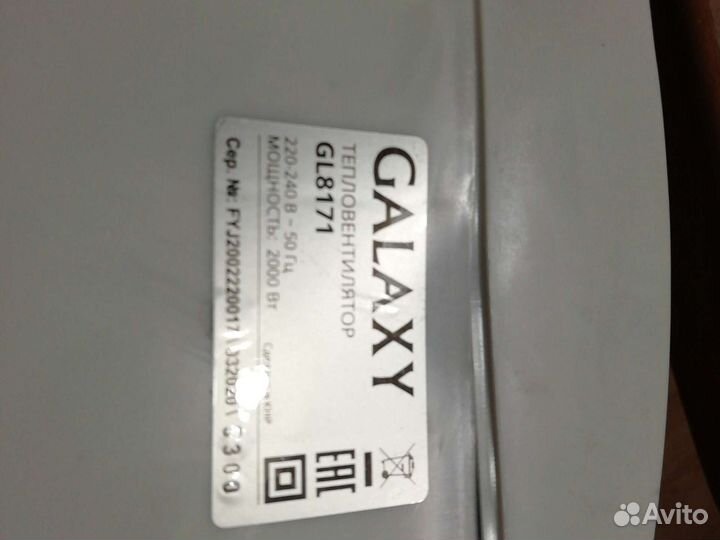 GALAXY
ТЕПЛОВЕНТИЛЯТОР
GL8171
220-240 В ~ 50 Гц
МОЩНОСТЬ: 2000 Вт
EAC
Avito